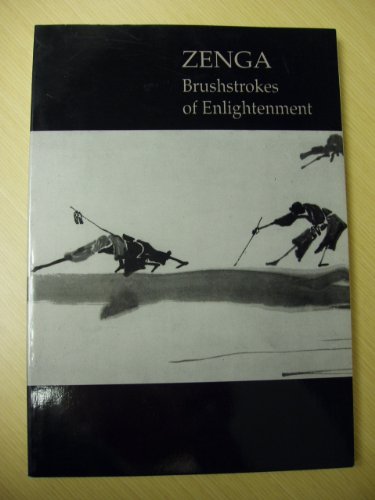 ZENGA
Brushstrokes
of Enlightenment